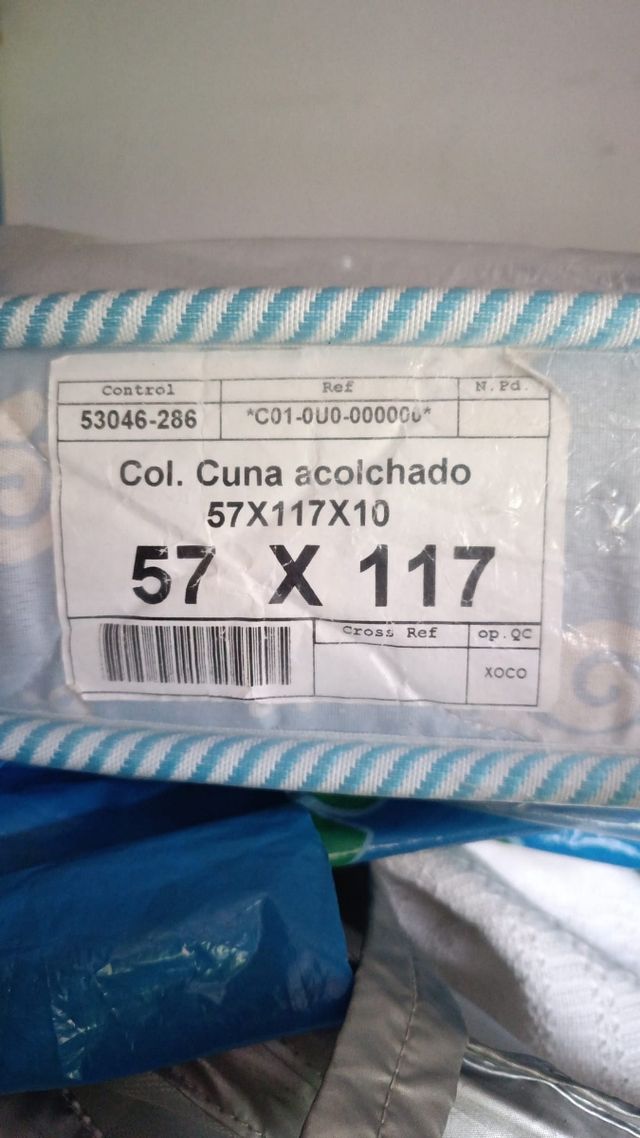 Control Ref N.Pd.
53046-286 *C01-0U0-000000*
Col. Cuna acolchado
57X117X10
57 X 117
Cross Ref op.QC
XOCO